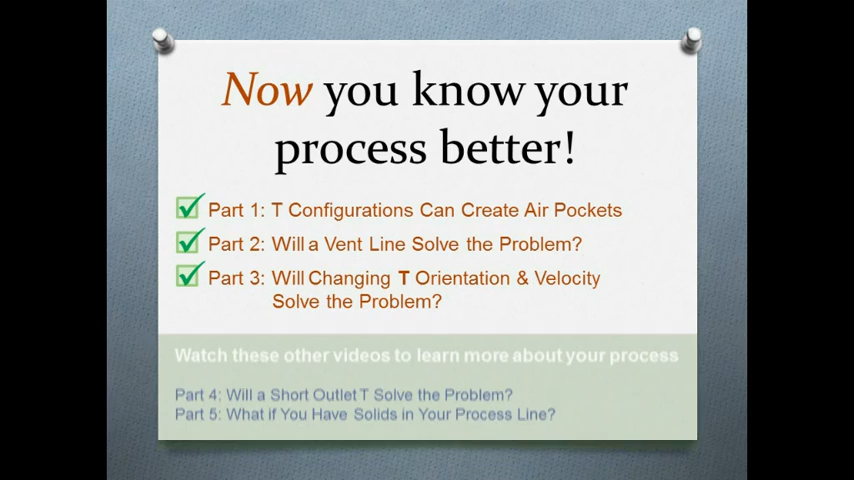 Now you know your
process better!
Part 1: T Configurations Can Create Air Pockets
Part 2: Will a Vent Line Solve the Problem?
Part 3: Will Changing T Orientation & Velocity
Solve the Problem?
Watch these other videos to learn more about your process
Part 4: Will a Short Outlet T Solve the Problem?
Part 5: What if You Have Solids in Your Process Line?